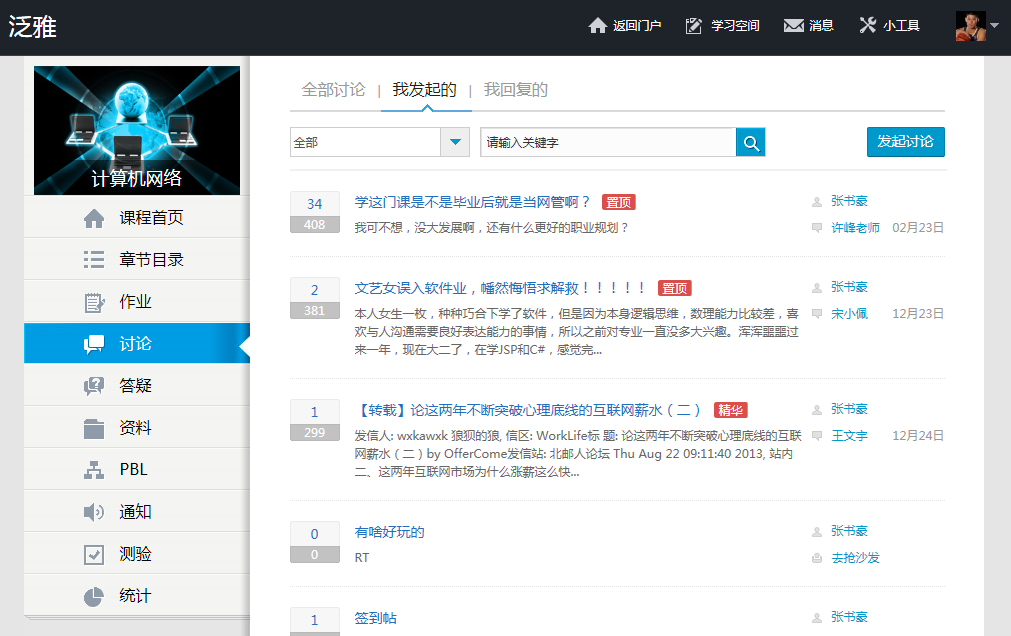 泛雅
返回门户
学习空间
消息
小工具
计算机网络
课程首页
章节目录
作业
讨论
答疑
资料
PBL
通知
测验
统计
全部讨论 | 我发起的 | 我回复的
全部
请输入关键字
发起讨论
34
408
学这门课是不是毕业后就是当网管啊？ 置顶
我可不想，没大发展啊，还有什么更好的职业规划？
张书豪
许峰老师 02月23日
2
381
文艺女误入软件业，幡然悔悟求解救！！！！！ 置顶
本人女生一枚，种种巧合下学了软件，但是因为本身逻辑思维，数理能力比较差，喜
欢与人沟通需要良好表达能力的事情，所以之前对专业一直没多大兴趣。浑浑噩噩过
来一年，现在大二了，在学JSP和C#，感觉完...
张书豪
宋小佩 12月23日
1
299
【转载】论这两年不断突破心理底线的互联网薪水（二） 精华
发信人: wxkawxk 狼狈的狼, 信区: WorkLife标 题: 论这两年不断突破心理底线的互联
网薪水（二）by OfferCome发信站: 北邮人论坛 Thu Aug 22 09:11:40 2013, 站内
二、这两年互联网市场为什么涨薪这么快...
张书豪
王文宇 12月24日
0
0
有啥好玩的
RT
张书豪
去抢沙发
1
签到帖
张书豪